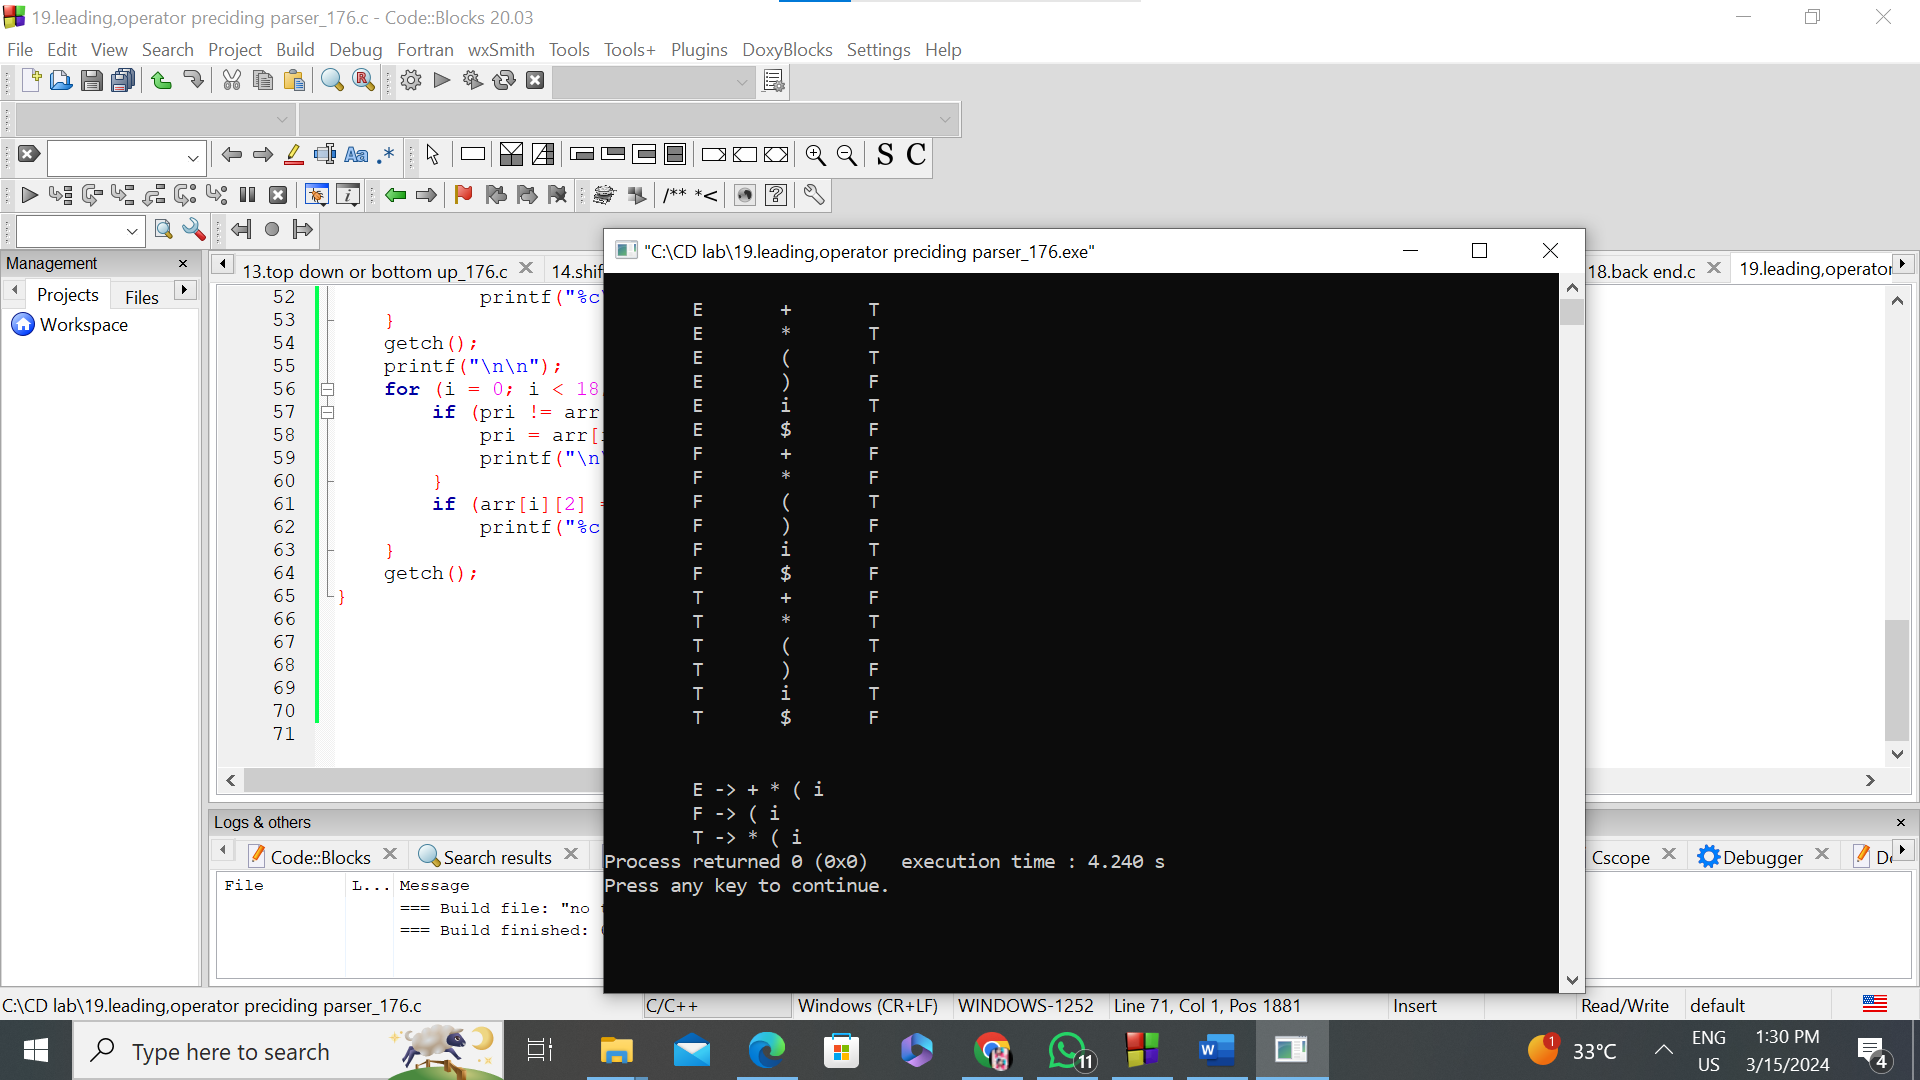 19.leading,operator preciding parser_176.c - Code::Blocks 20.03
File Edit View Search Project Build Debug Fortran wxSmith Tools Tools+ Plugins DoxyBlocks Settings Help
Aa .*
S C
/** *<
Management
Projects Files
Workspace
13.top down or bottom up_176.c
14.shif
18.back end.c
19.leading,operator
52 printf("%c\
53 }
54 getch();
55 printf("\n\n");
56 for (i = 0; i < 18
57 if (pri != arr
58 pri = arr[i
59 printf("\n\
60 }
61 if (arr[i][2] =
62 printf("%c
63 }
64 getch();
65 }
66
67
68
69
70
71
"C:\CD lab\19.leading,operator preciding parser_176.exe"
E + T
E * T
E ( T
E ) F
E i T
E $ F
F + F
F * F
F ( T
F ) F
F i T
F $ F
T + F
T * T
T ( T
T ) F
T i T
T $ F
E -> + * ( i
F -> ( i
T -> * ( i
Process returned 0 (0x0) execution time : 4.240 s
Press any key to continue.
Logs & others
Code::Blocks
Search results
Cscope
Debugger
File L... Message
=== Build file: "no
=== Build finished:
C:\CD lab\19.leading,operator preciding parser_176.c
C/C++
Windows (CR+LF)
WINDOWS-1252
Line 71, Col 1, Pos 1881
Insert
Read/Write
default
Type here to search
11
W
1
33°C
ENG
US
1:30 PM
3/15/2024
4